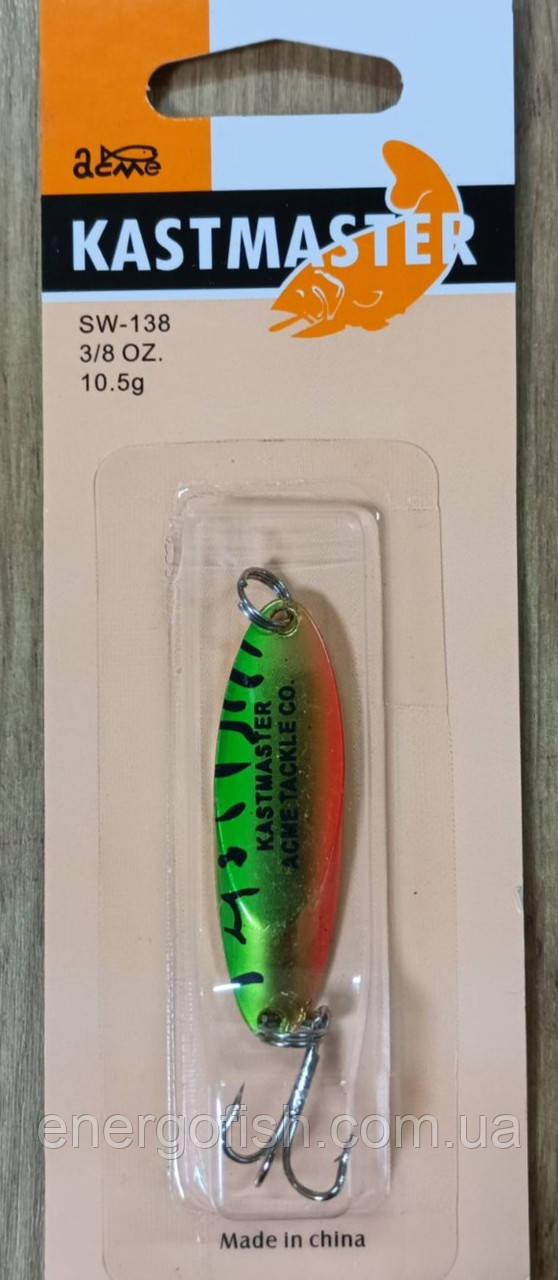 acme
KASTMASTER
SW-138
3/8 OZ.
10.5g
KASTMASTER
ACME TACKLE CO.
energofish.com.ua
Made in china